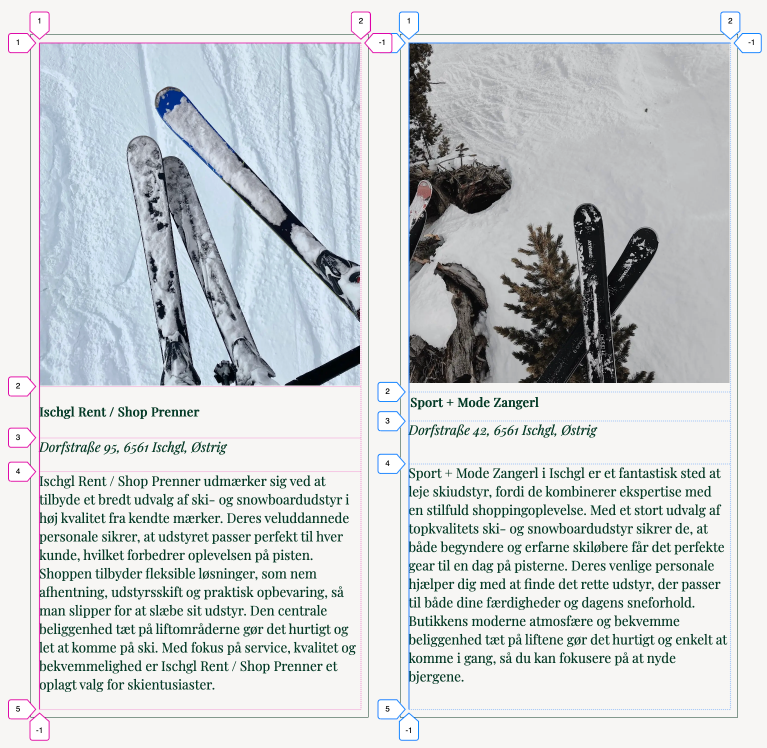 1
2
1
-1
1
2
-1
2
Ischgl Rent / Shop Prenner
3
Dorfstraße 95, 6561 Ischgl, Østrig
4
Ischgl Rent / Shop Prenner udmærker sig ved at
tilbyde et bredt udvalg af ski- og snowboardudstyr i
høj kvalitet fra kendte mærker. Deres veluddannede
personale sikrer, at udstyret passer perfekt til hver
kunde, hvilket forbedrer oplevelsen på pisten.
Shoppen tilbyder fleksible løsninger, som nem
afhentning, udstyrsskift og praktisk opbevaring, så
man slipper for at slæbe sit udstyr. Den centrale
beliggenhed tæt på liftområderne gør det hurtigt og
let at komme på ski. Med fokus på service, kvalitet og
bekvemmelighed er Ischgl Rent / Shop Prenner et
oplagt valg for skientusiaster.
5
-1
2
Sport + Mode Zangerl
3
Dorfstraße 42, 6561 Ischgl, Østrig
4
Sport + Mode Zangerl i Ischgl er et fantastisk sted at
leje skiudstyr, fordi de kombinerer ekspertise med
en stilfuld shoppingoplevelse. Med et stort udvalg af
topkvalitets ski- og snowboardudstyr sikrer de, at
både begyndere og erfarne skiløbere får det perfekte
gear til en dag på pisterne. Deres venlige personale
hjælper dig med at finde det rette udstyr, der passer
til både dine færdigheder og dagens sneforhold.
Butikkens moderne atmosfære og bekvemme
beliggenhed tæt på liftene gør det hurtigt og enkelt at
komme i gang, så du kan fokusere på at nyde
bjergene.
5
-1